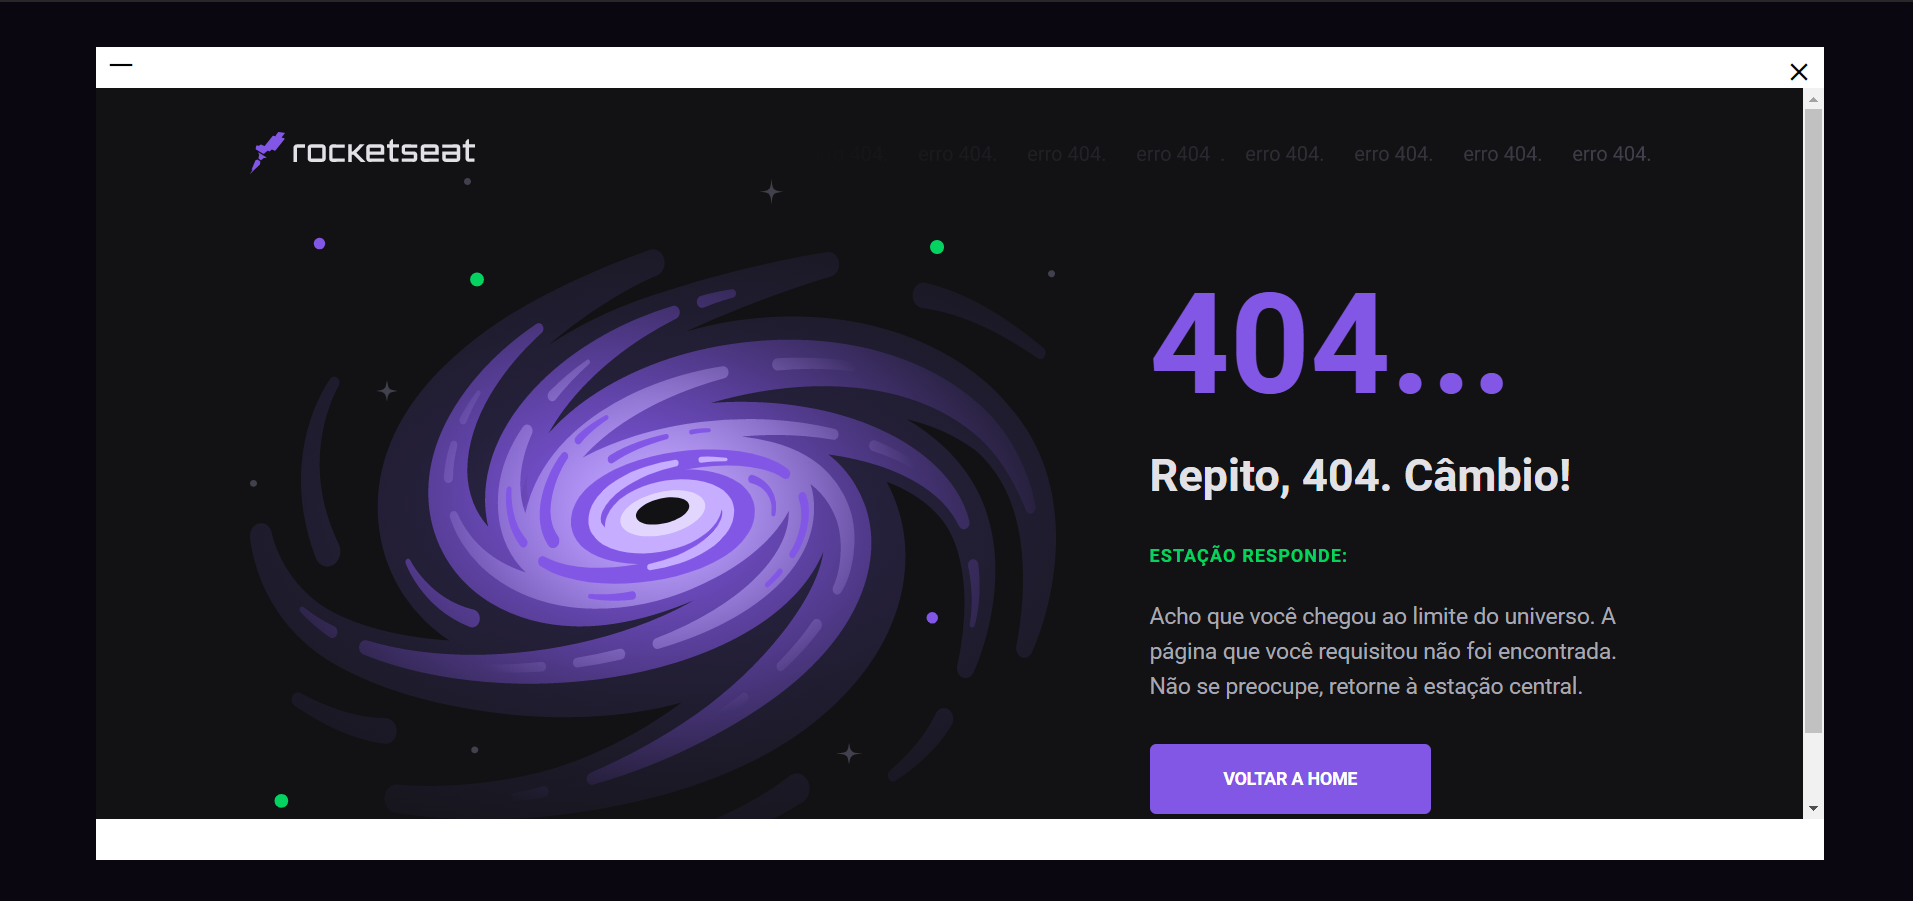 rocketseat
404. erro 404. erro 404. erro 404 . erro 404. erro 404. erro 404. erro 404.
404...
Repito, 404. Câmbio!
ESTAÇÃO RESPONDE:
Acho que você chegou ao limite do universo. A
página que você requisitou não foi encontrada.
Não se preocupe, retorne à estação central.
VOLTAR A HOME